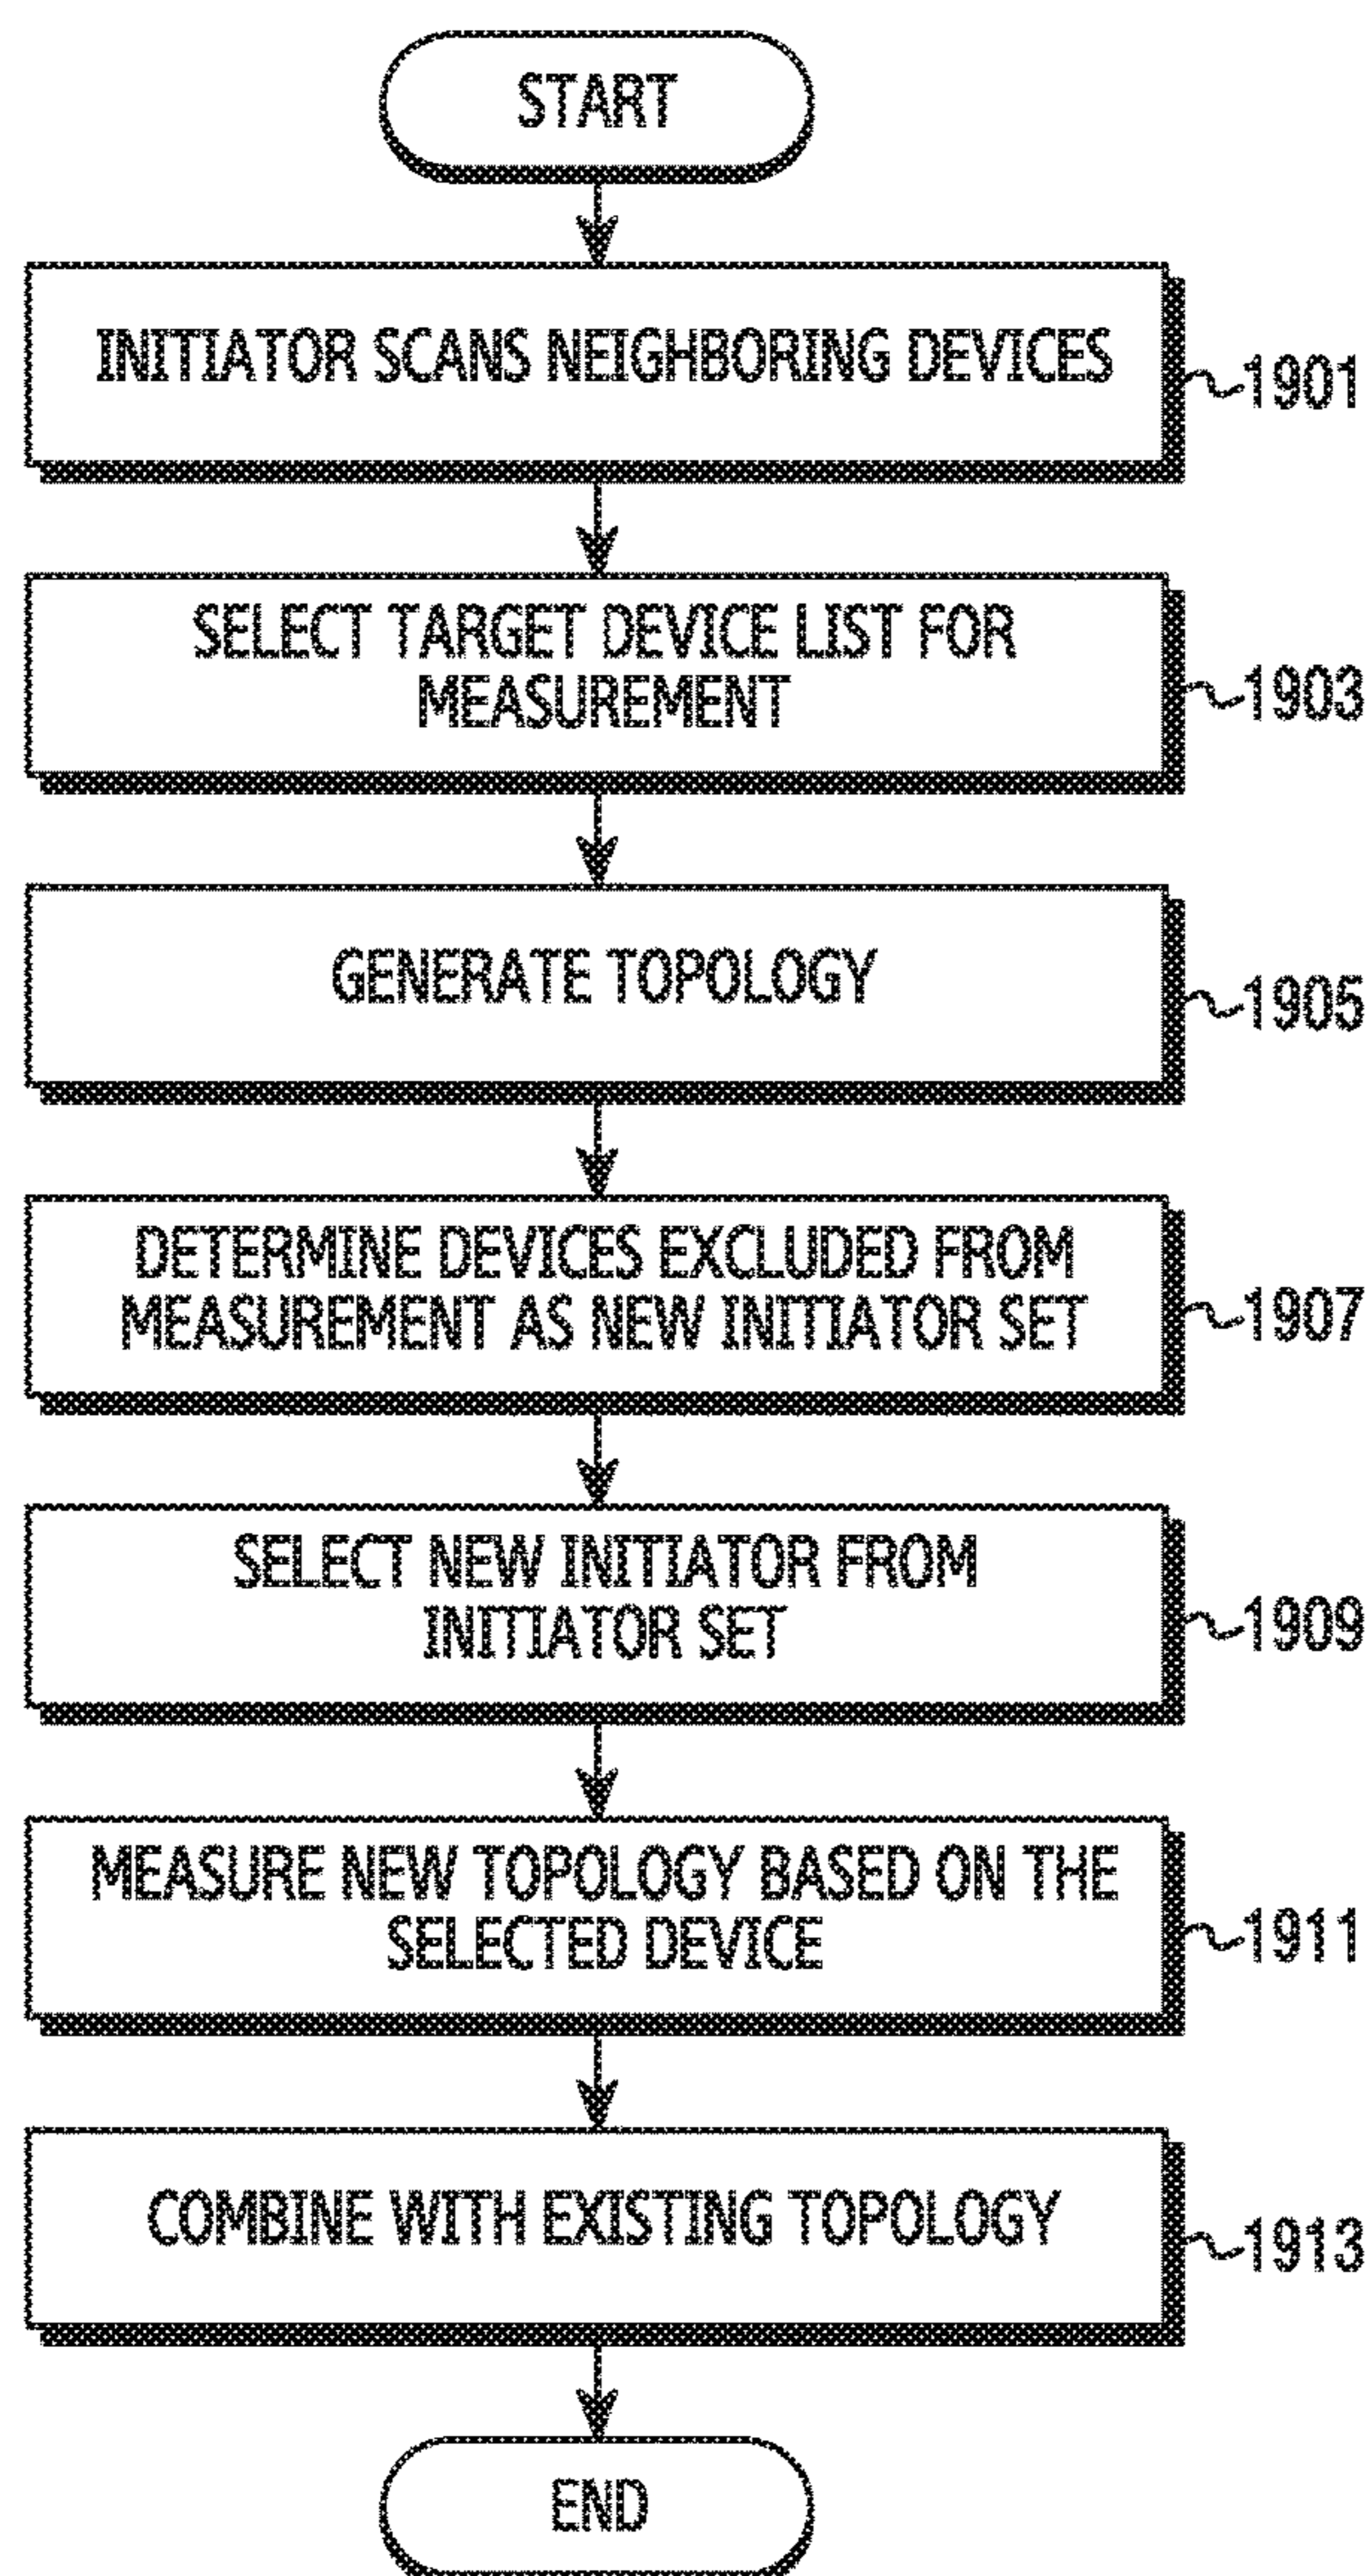 START
INITIATOR SCANS NEIGHBORING DEVICES
1901
SELECT TARGET DEVICE LIST FOR
MEASUREMENT
1903
GENERATE TOPOLOGY
1905
DETERMINE DEVICES EXCLUDED FROM
MEASUREMENT AS NEW INITIATOR SET
1907
SELECT NEW INITIATOR FROM
INITIATOR SET
1909
MEASURE NEW TOPOLOGY BASED ON THE
SELECTED DEVICE
1911
COMBINE WITH EXISTING TOPOLOGY
1913
END